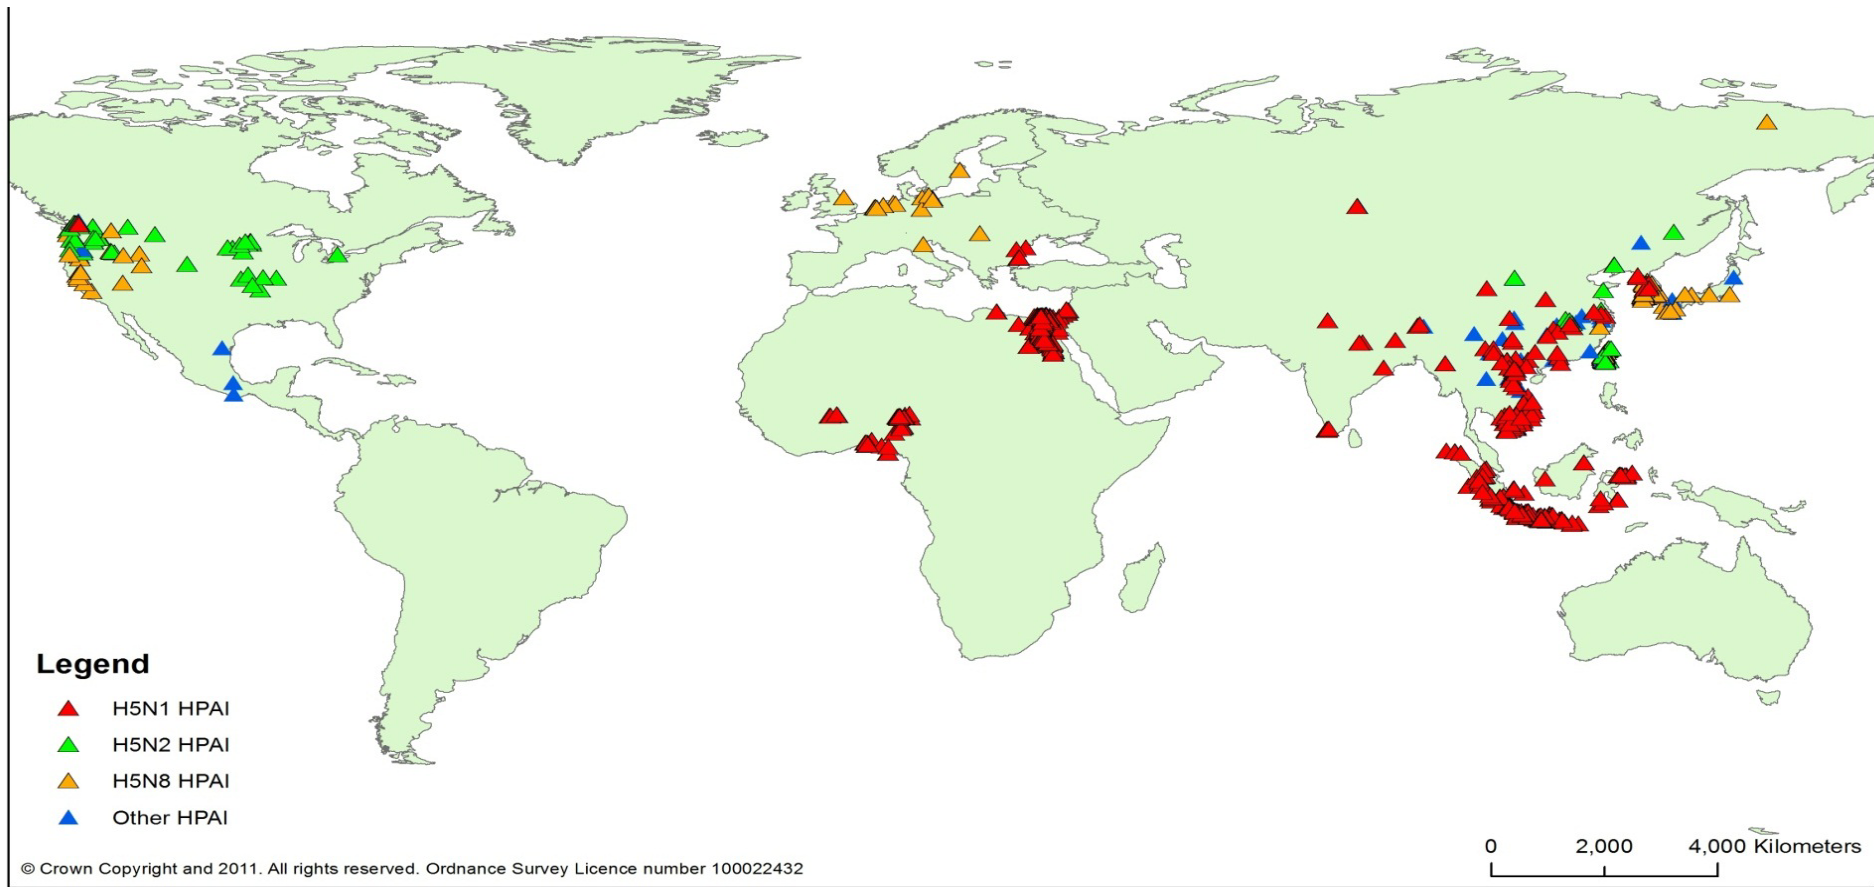 Legend
H5N1 HPAI
H5N2 HPAI
H5N8 HPAI
Other HPAI
0 2,000 4,000 Kilometers
© Crown Copyright and 2011. All rights reserved. Ordnance Survey Licence number 100022432